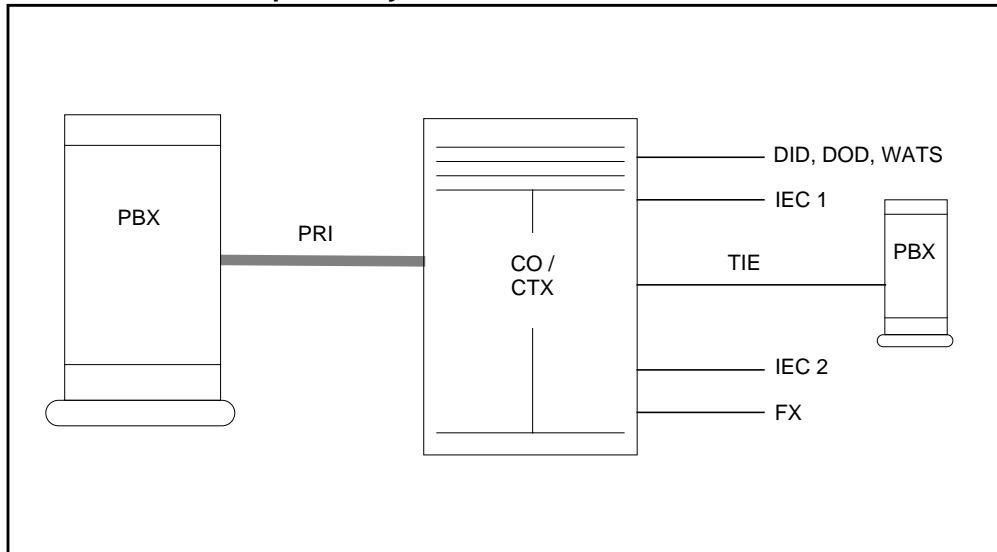 PBX
PRI
CO /
CTX
DID, DOD, WATS
IEC 1
TIE
PBX
IEC 2
FX